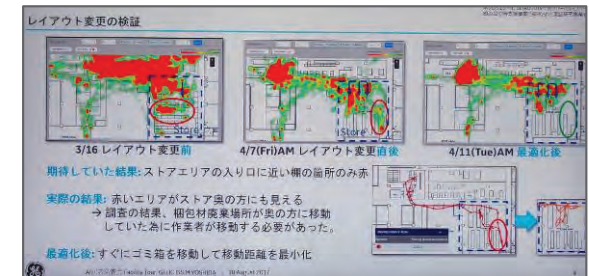 レイアウト変更の検証
Store
iStore
3/16 レイアウト変更前
4/7(Fri)AM レイアウト変更直後
4/11(Tue)AM 最適化後
期待していた結果: ストアエリアの入り口に近い棚の箇所のみ赤
実際の結果: 赤いエリアがストア奥の方にも見える
→ 調査の結果、梱包材廃棄場所が奥の方に移動
していた為に作業者が移動する必要があった。
最適化後: すぐにゴミ箱を移動して移動距離を最小化